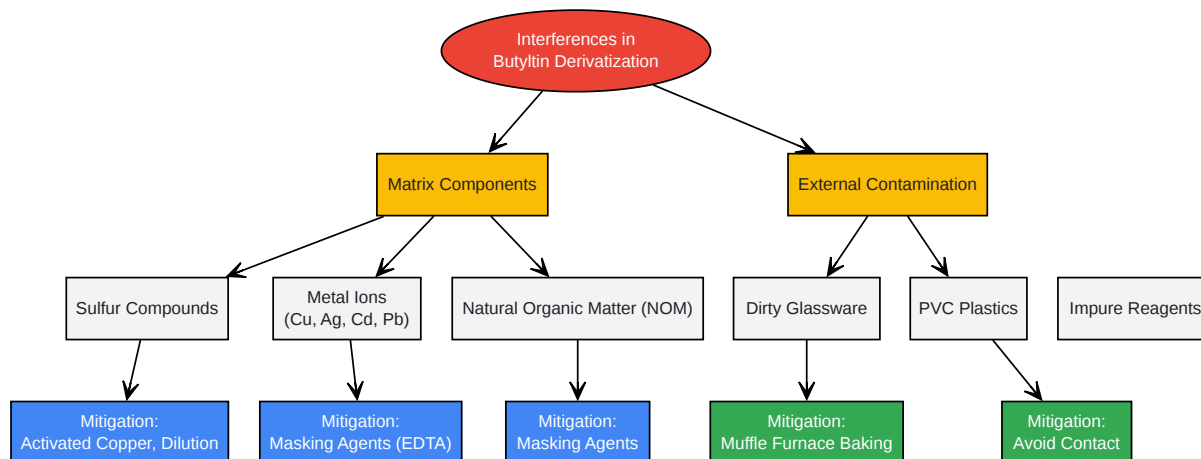 Interferences in
Butyltin Derivatization
Matrix Components
External Contamination
Sulfur Compounds
Metal Ions
(Cu, Ag, Cd, Pb)
Natural Organic Matter (NOM)
Dirty Glassware
PVC Plastics
Impure Reagents
Mitigation:
Activated Copper, Dilution
Mitigation:
Masking Agents (EDTA)
Mitigation:
Masking Agents
Mitigation:
Muffle Furnace Baking
Mitigation:
Avoid Contact